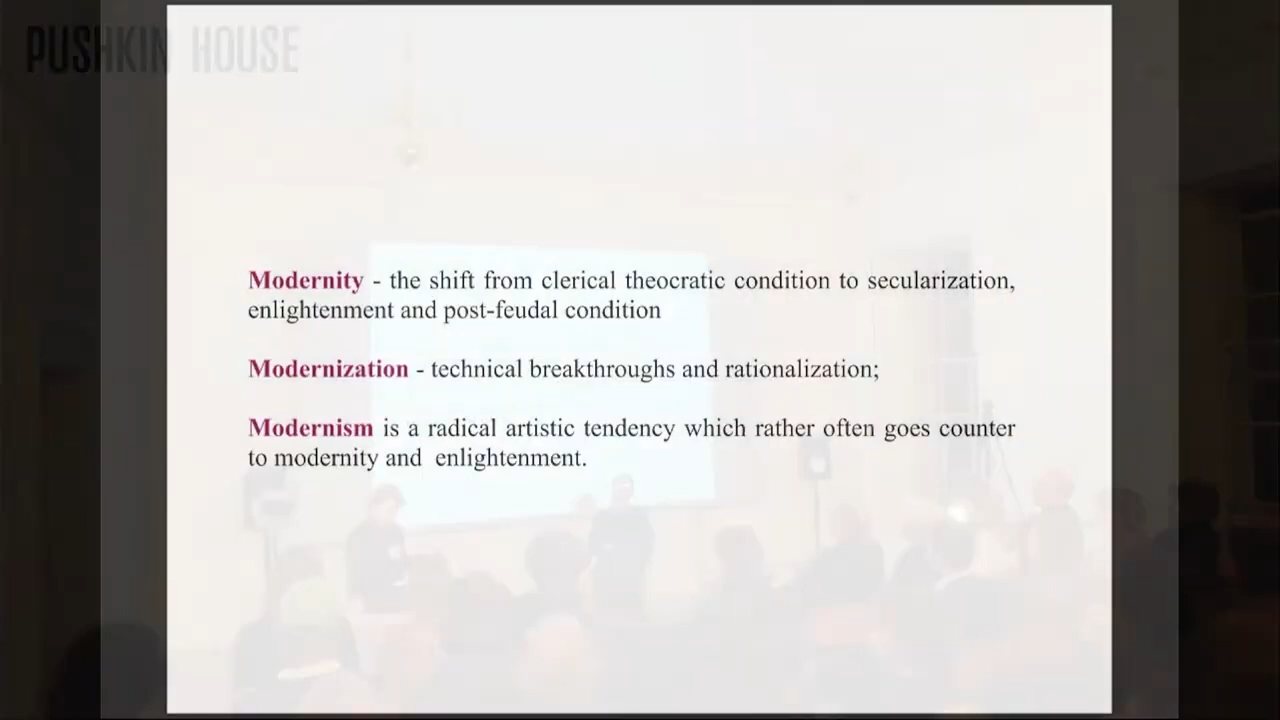 PUSHKIN HOUSE
Modernity - the shift from clerical theocratic condition to secularization,
enlightenment and post-feudal condition
Modernization - technical breakthroughs and rationalization;
Modernism is a radical artistic tendency which rather often goes counter
to modernity and enlightenment.